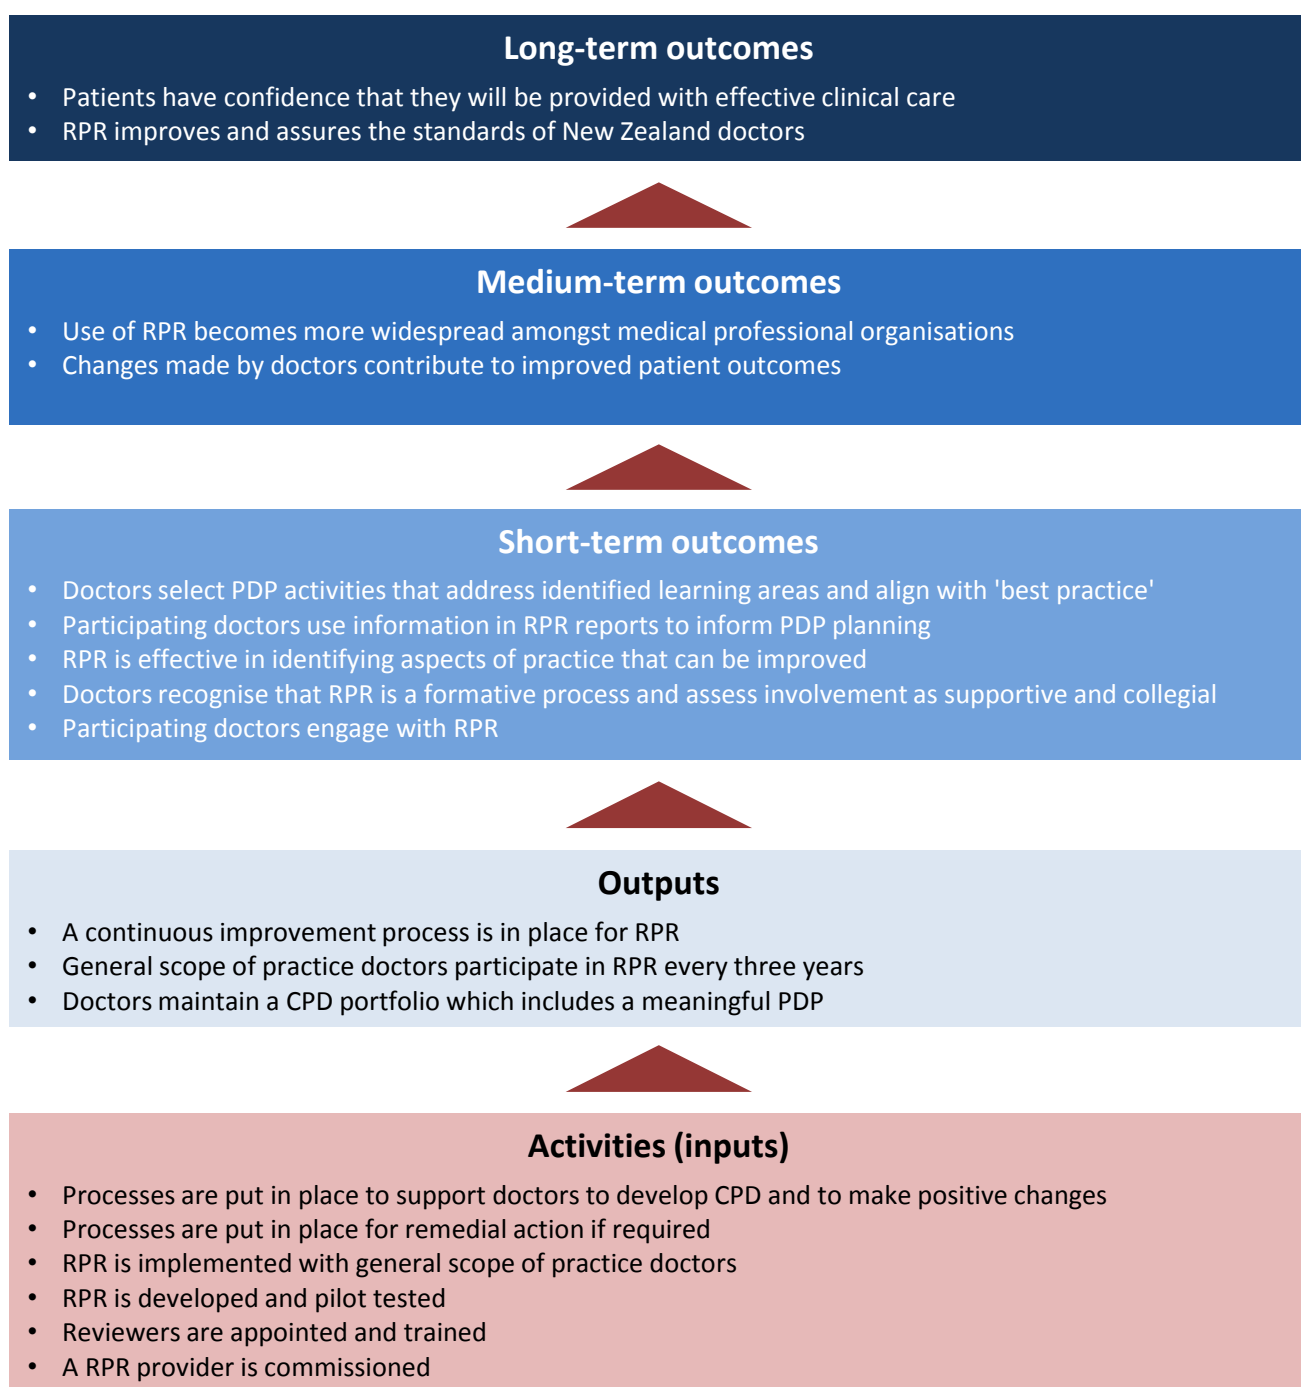 Long-term outcomes
• Patients have confidence that they will be provided with effective clinical care
• RPR improves and assures the standards of New Zealand doctors
Medium-term outcomes
• Use of RPR becomes more widespread amongst medical professional organisations
• Changes made by doctors contribute to improved patient outcomes
Short-term outcomes
• Doctors select PDP activities that address identified learning areas and align with 'best practice'
• Participating doctors use information in RPR reports to inform PDP planning
• RPR is effective in identifying aspects of practice that can be improved
• Doctors recognise that RPR is a formative process and assess involvement as supportive and collegial
• Participating doctors engage with RPR
Outputs
• A continuous improvement process is in place for RPR
• General scope of practice doctors participate in RPR every three years
• Doctors maintain a CPD portfolio which includes a meaningful PDP
Activities (inputs)
• Processes are put in place to support doctors to develop CPD and to make positive changes
• Processes are put in place for remedial action if required
• RPR is implemented with general scope of practice doctors
• RPR is developed and pilot tested
• Reviewers are appointed and trained
• A RPR provider is commissioned